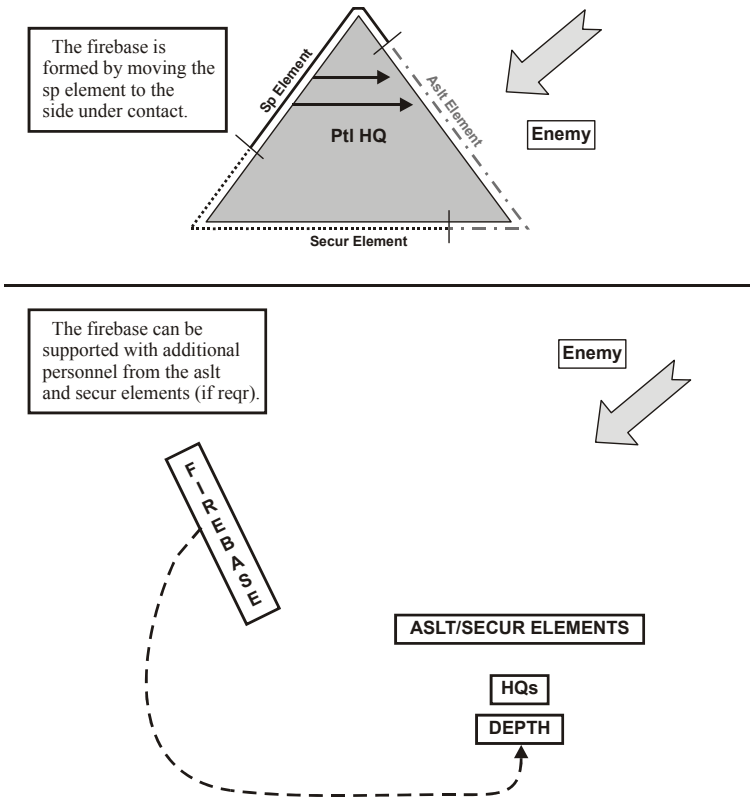 The firebase is
formed by moving the
sp element to the
side under contact.
Sp Element
Aslt Element
Ptl HQ
Enemy
Secur Element
The firebase can be
supported with additional
personnel from the aslt
and secur elements (if reqr).
Enemy
FIREBASE
ASLT/SECUR ELEMENTS
HQs
DEPTH